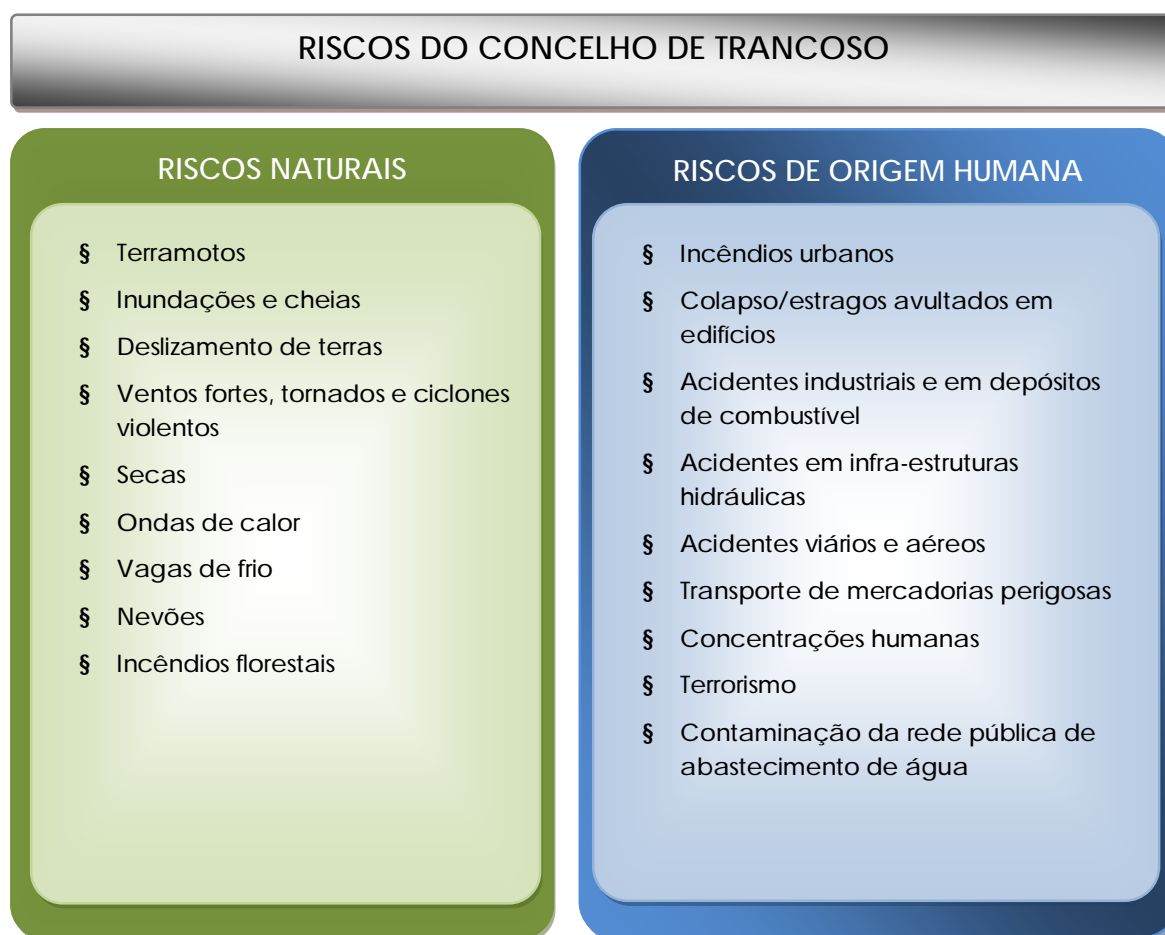 RISCOS DO CONCELHO DE TRANCOSO
RISCOS NATURAIS
§ Terramotos
§ Inundações e cheias
§ Deslizamento de terras
§ Ventos fortes, tornados e ciclones
violentos
§ Secas
§ Ondas de calor
§ Vagas de frio
§ Nevões
§ Incêndios florestais
RISCOS DE ORIGEM HUMANA
§ Incêndios urbanos
§ Colapso/estragos avultados em
edifícios
§ Acidentes industriais e em depósitos
de combustível
§ Acidentes em infra-estruturas
hidráulicas
§ Acidentes viários e aéreos
§ Transporte de mercadorias perigosas
§ Concentrações humanas
§ Terrorismo
§ Contaminação da rede pública de
abastecimento de água